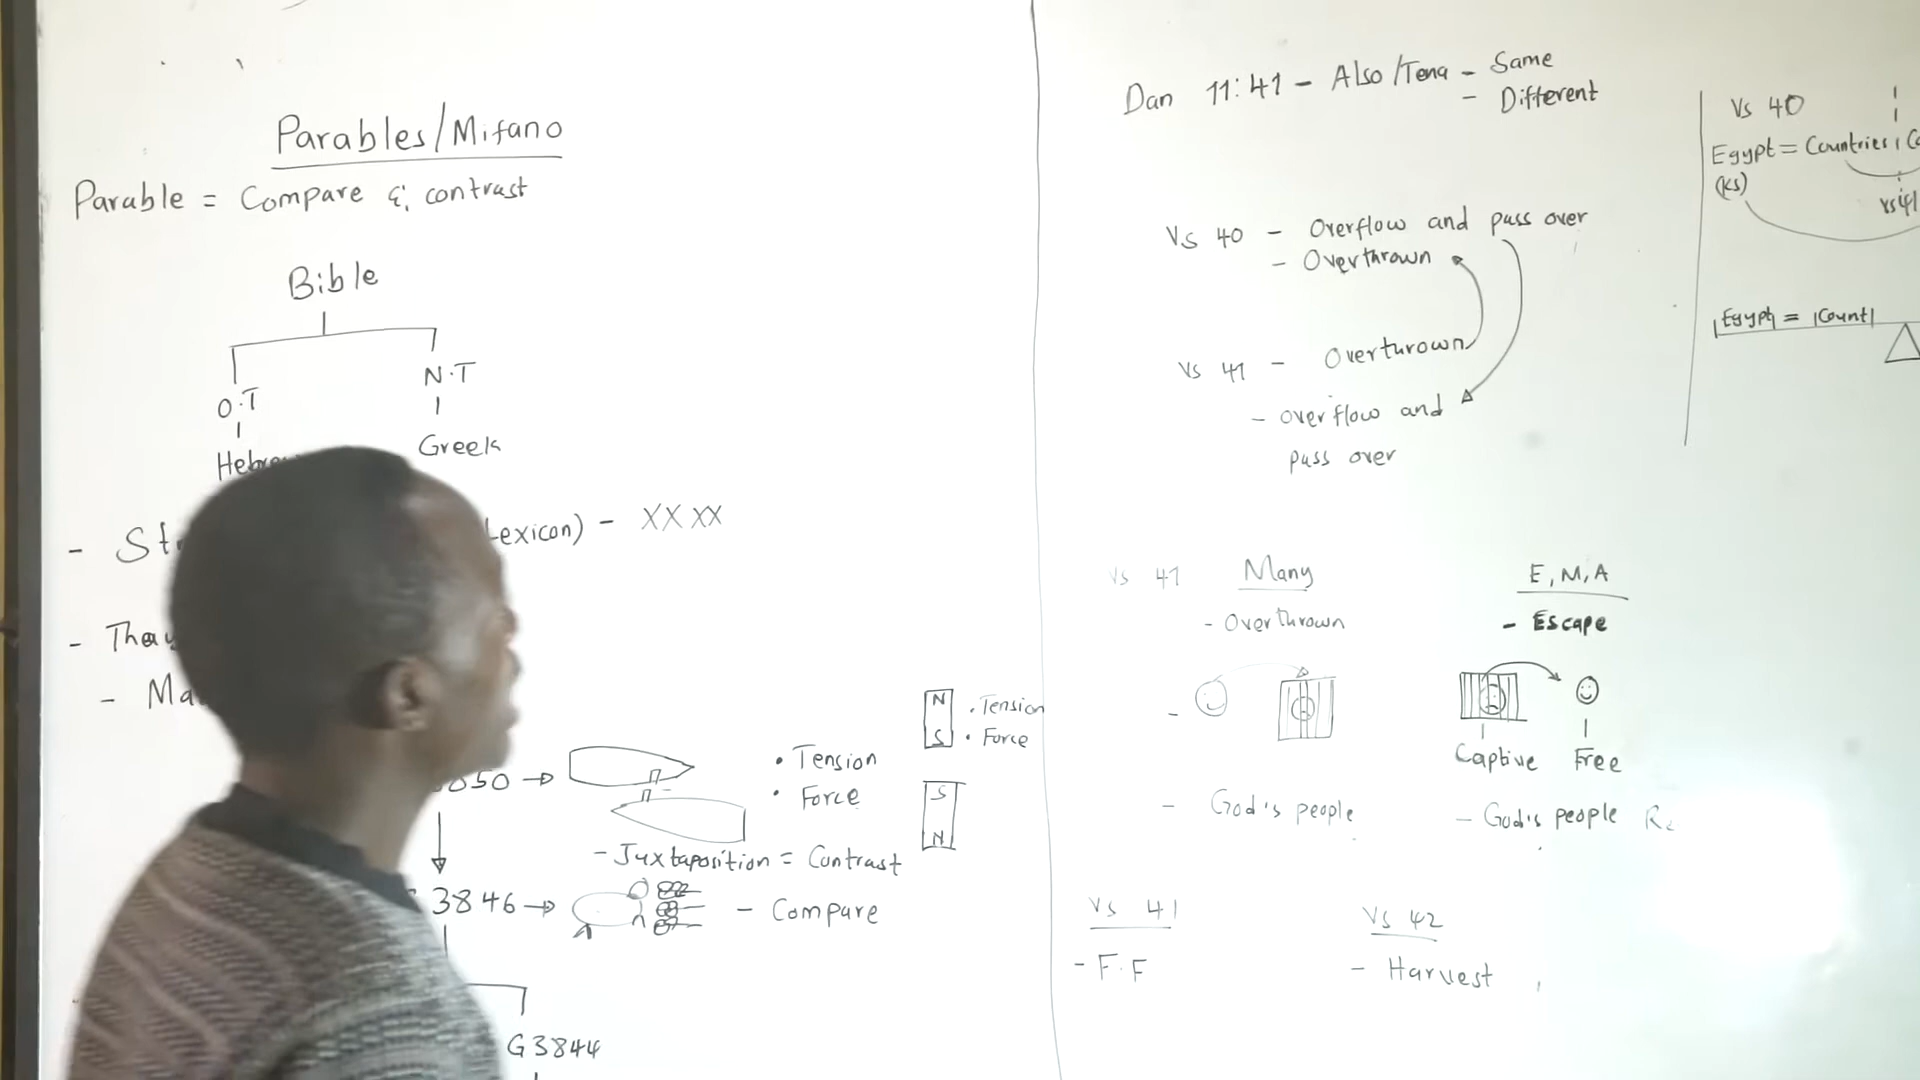 Parables/Mifano
Parable = Compare & contrast
Bible
O.T
N.T
Greek
Lexicon) - XXXX
3846
- Compare
- Juxtaposition = Contrast
• Tension
• Force
N
S
• Tension
• Force
S
N
G3844
Dan 11:41 - Also/Tena - Same
- Different
Vs 40 - Overflow and pass over
- Overthrown
Vs 41 - Overthrown
- overflow and
pass over
Vs 41
Many
- Overthrown
E, M, A
- Escape
Captive
Free
- God's people
- God's people
Vs 41
- F.F
Vs 42
- Harvest
Vs 40
Egypt = Countries
(KS)
Egypt = |Count|